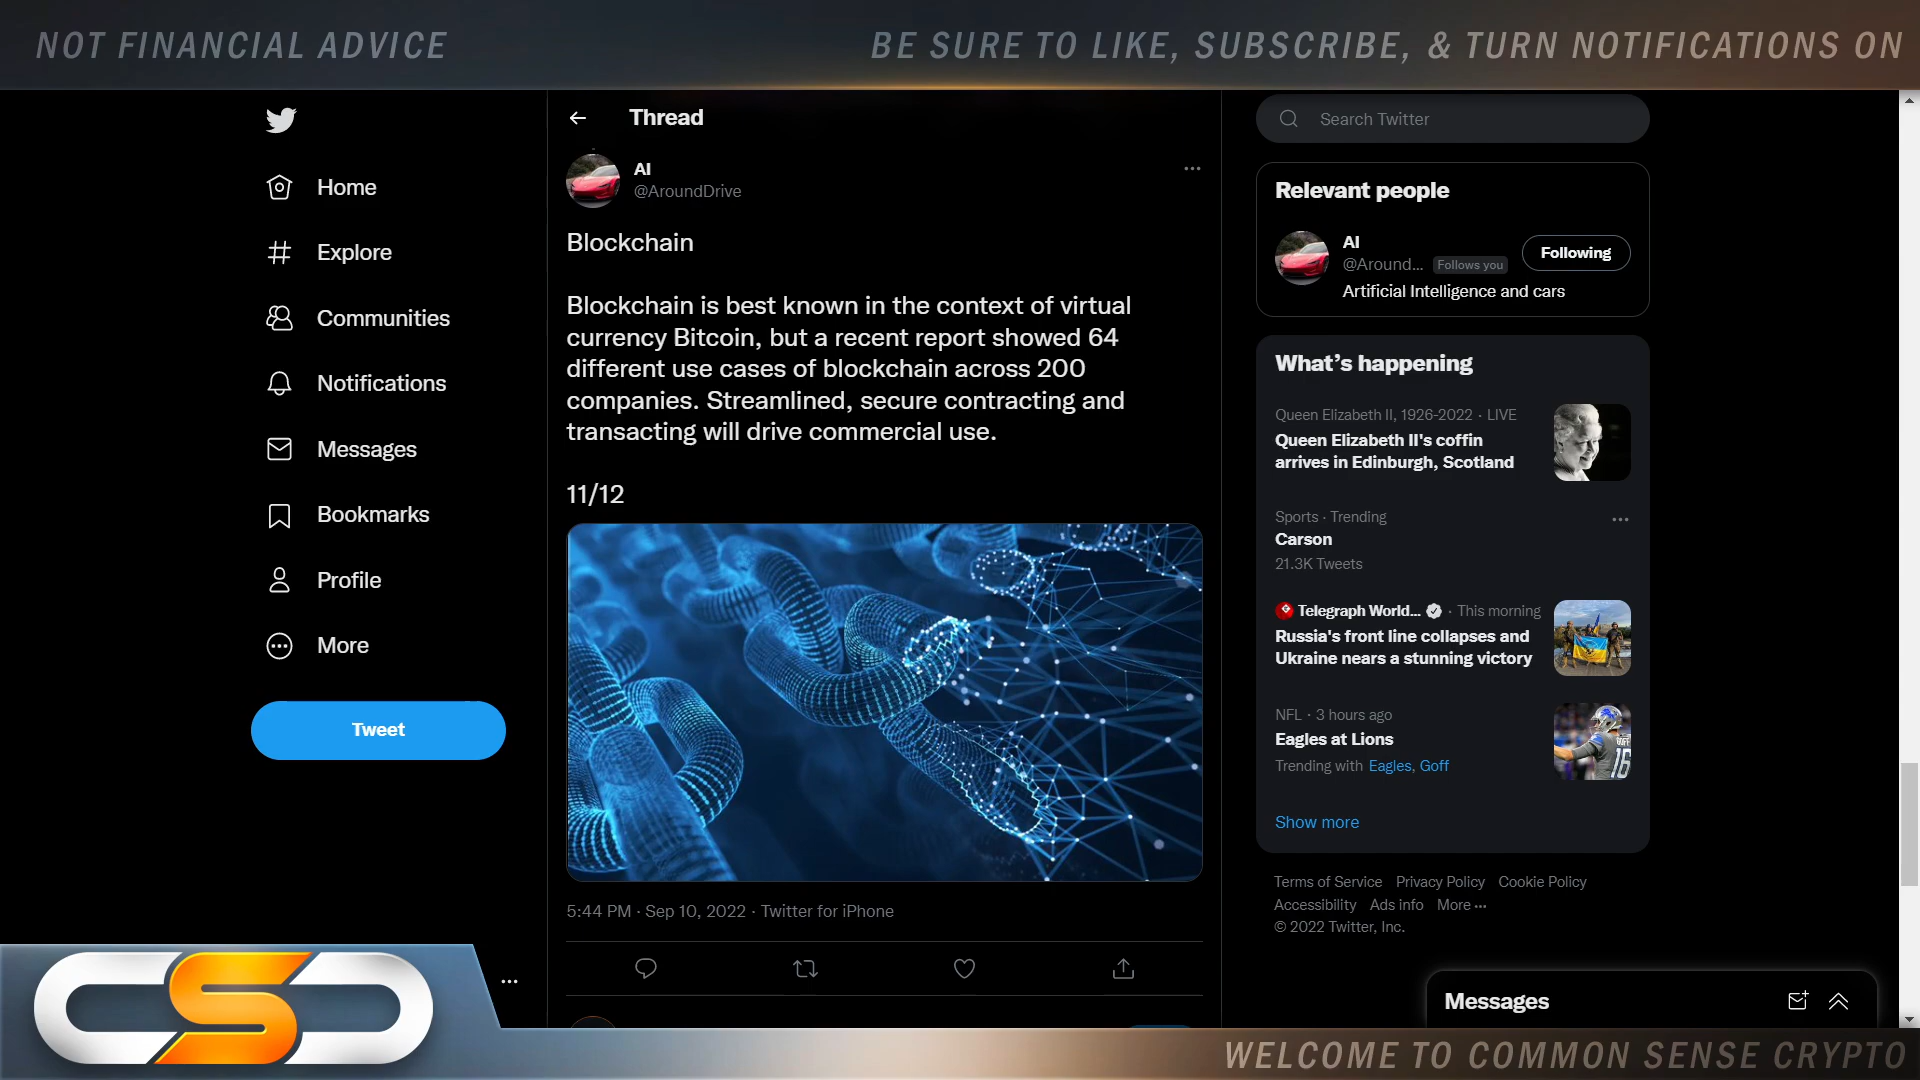 NOT FINANCIAL ADVICE
BE SURE TO LIKE, SUBSCRIBE, & TURN NOTIFICATIONS ON
Home
Explore
Communities
Notifications
Messages
Bookmarks
Profile
More
Tweet
Thread
AI
@AroundDrive
Blockchain
Blockchain is best known in the context of virtual
currency Bitcoin, but a recent report showed 64
different use cases of blockchain across 200
companies. Streamlined, secure contracting and
transacting will drive commercial use.
11/12
5:44 PM · Sep 10, 2022 · Twitter for iPhone
Search Twitter
Relevant people
AI
@Around... Follows you
Following
Artificial Intelligence and cars
What's happening
Queen Elizabeth II, 1926-2022 · LIVE
Queen Elizabeth II's coffin
arrives in Edinburgh, Scotland
Sports · Trending
Carson
21.3K Tweets
Telegraph World... · This morning
Russia's front line collapses and
Ukraine nears a stunning victory
NFL · 3 hours ago
Eagles at Lions
Trending with Eagles, Goff
16
Show more
Terms of Service Privacy Policy Cookie Policy
Accessibility Ads info More ...
© 2022 Twitter, Inc.
Messages
CSC
WELCOME TO COMMON SENSE CRYPTO